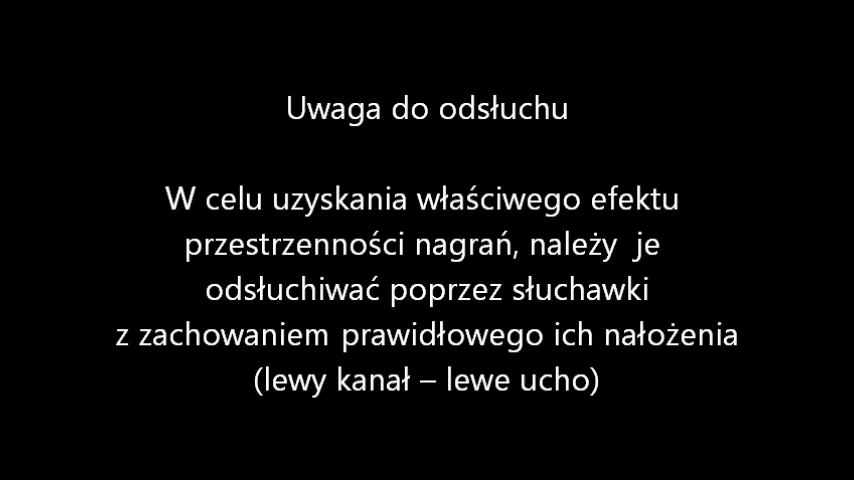 Uwaga do odsłuchu
W celu uzyskania właściwego efektu
przestrzenności nagrań, należy je
odsłuchiwać poprzez słuchawki
z zachowaniem prawidłowego ich nałożenia
(lewy kanał – lewe ucho)